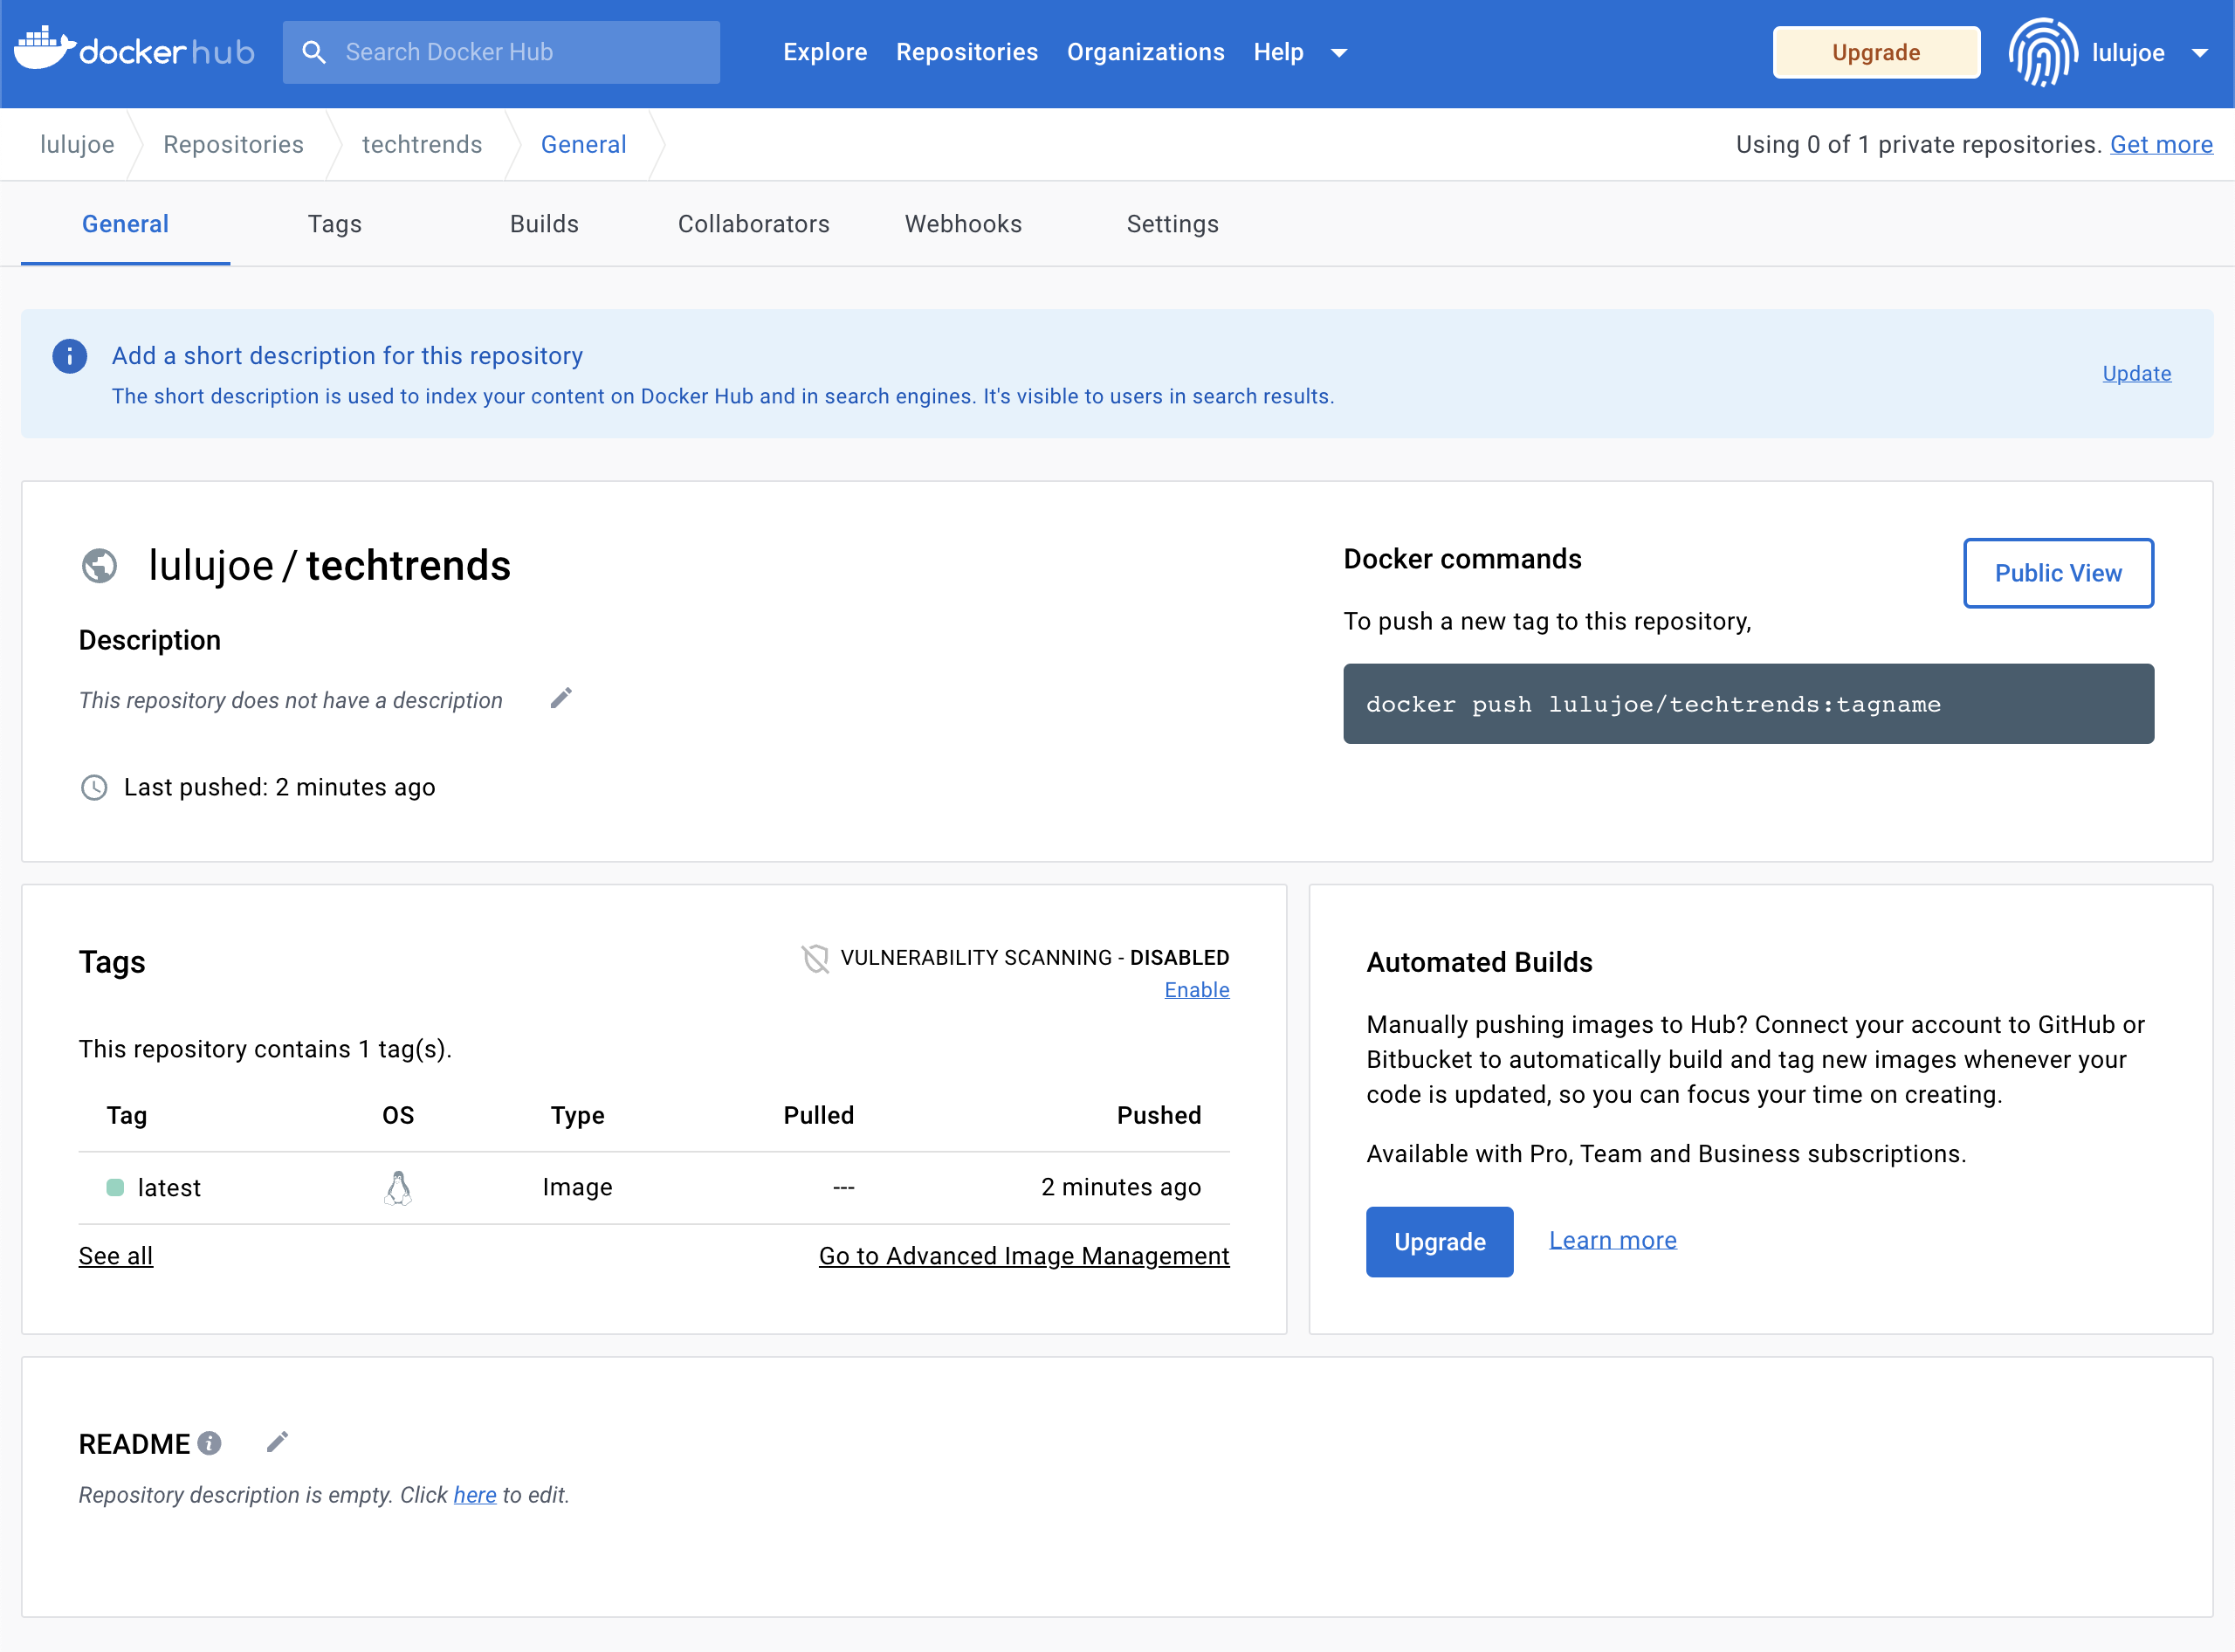 dockerhub
Search Docker Hub
Explore Repositories Organizations Help
Upgrade
lulujoe
lulujoe Repositories techtrends General
Using 0 of 1 private repositories. Get more
General Tags Builds Collaborators Webhooks Settings
Add a short description for this repository
The short description is used to index your content on Docker Hub and in search engines. It's visible to users in search results.
Update
lulujoe / techtrends
Description
This repository does not have a description
Last pushed: 2 minutes ago
Docker commands
Public View
To push a new tag to this repository,
docker push lulujoe/techtrends:tagname
Tags
VULNERABILITY SCANNING - DISABLED
Enable
This repository contains 1 tag(s).
Tag OS Type Pulled Pushed
latest Image --- 2 minutes ago
See all Go to Advanced Image Management
Automated Builds
Manually pushing images to Hub? Connect your account to GitHub or
Bitbucket to automatically build and tag new images whenever your
code is updated, so you can focus your time on creating.
Available with Pro, Team and Business subscriptions.
Upgrade Learn more
README
Repository description is empty. Click here to edit.